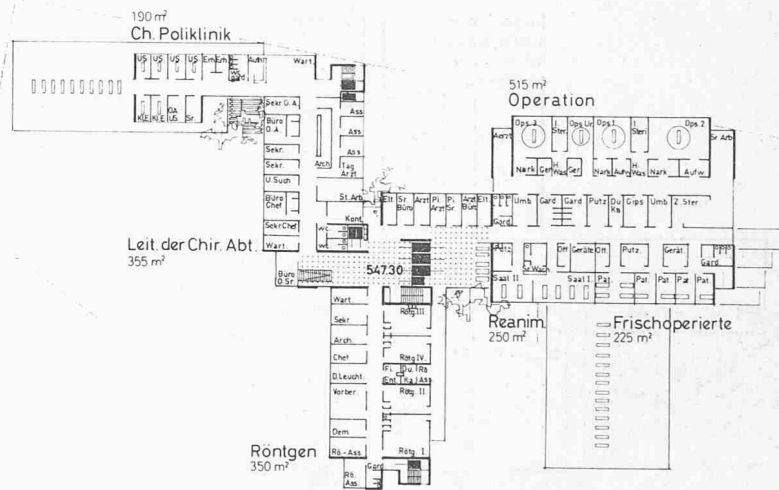 190 m²
Ch. Poliklinik
US US US US Em Em Aufn Wart.
Gard
K E K E GA US Sr.
Sekr O.A. Ass
Büro O.A. Ass
Sekr. Ass
Sekr. Arch Tag Arzt
U.Such St. Arb.
Büro Chef
Kont.
Sekr Chef WC
Wart. WC
Büro O.Sr.
Leit. der Chir. Abt.
355 m²
547.30
515 m²
Operation
Ops. 3 I. Steri Ops Ur. Ops. 1 I. Steri Ops. 2
Aerzt Sr Arb
Nark Ger H. Was Ger Nark Aufw H. Was Nark Aufw.
Elt Sr. Büro Arzt Pi. Arzt Pi. Sr. Arzt Büro Elt
Gard Umb Gard Gard Putz Du Ka Gips Umb Z. Ster.
Putz Off Geräte Off. Putz. Gerät. Gard
Sr. Wach
Saal II Saal I. Pat. Pat. Pat. Pat. Pat.
Reanim.
250 m²
Frischoperierte
225 m²
Wart. Rötg III
Sekr
Arch.
Chef Rötg IV.
D.Leucht. Fi. Ent Du. Ka Rö Ass
Vorber Rötg. II
Dem.
Rö-Ass. Rötg. I
Rö. Ass Gard
Röntgen
350 m²